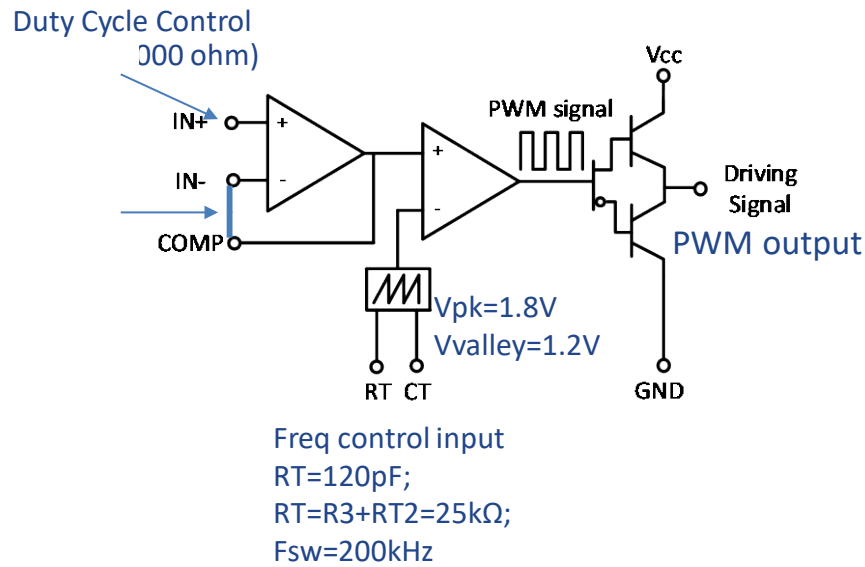 Duty Cycle Control
000 ohm)
Vcc
PWM signal
IN+
+
+
IN-
-
-
Driving
Signal
COMP
PWM output
Vpk=1.8V
Vvalley=1.2V
RT CT
GND
Freq control input
RT=120pF;
RT=R3+RT2=25kΩ;
Fsw=200kHz